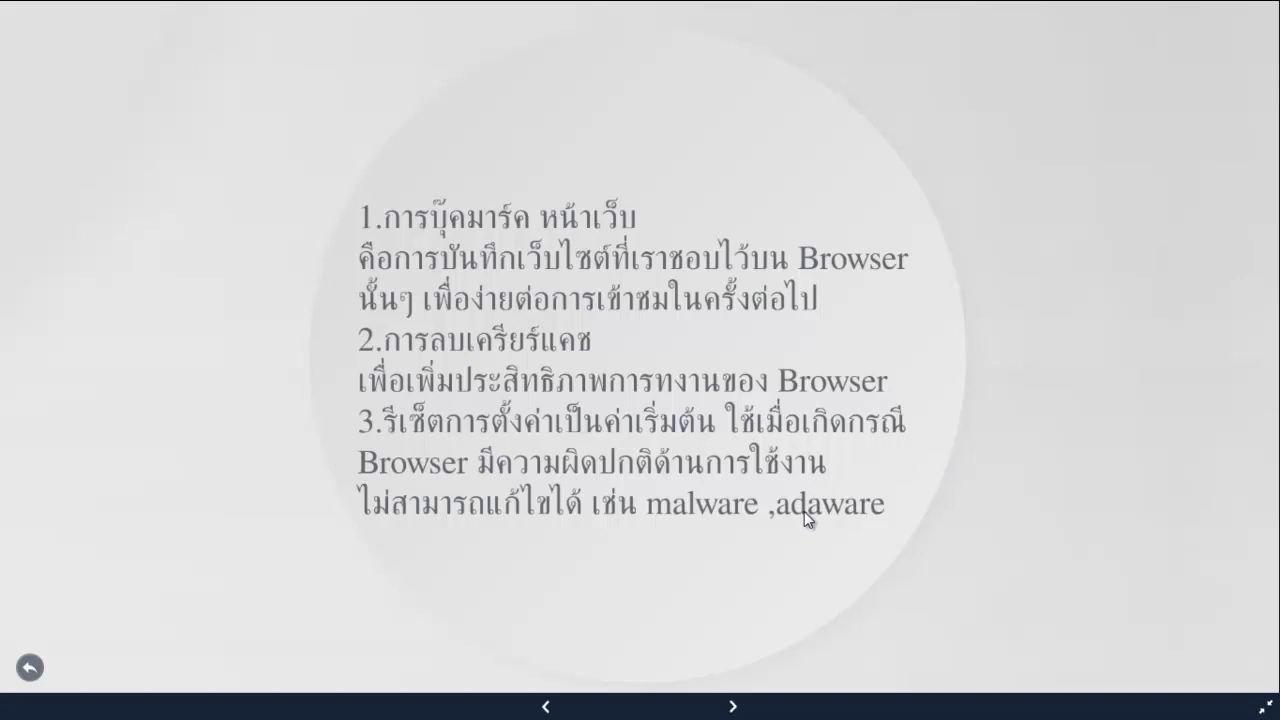 1.การบุ๊คมาร์ค หน้าเว็บ
คือการบันทึกเว็บไซต์ที่เราชอบไว้บน Browser
นั้นๆ เพื่อง่ายต่อการเข้าชมในครั้งต่อไป
2.การลบเครียร์แคช
เพื่อเพิ่มประสิทธิภาพการทงานของ Browser
3.รีเซ็ตการตั้งค่าเป็นค่าเริ่มต้น ใช้เมื่อเกิดกรณี
Browser มีความผิดปกติด้านการใช้งาน
ไม่สามารถแก้ไขได้ เช่น malware ,adaware